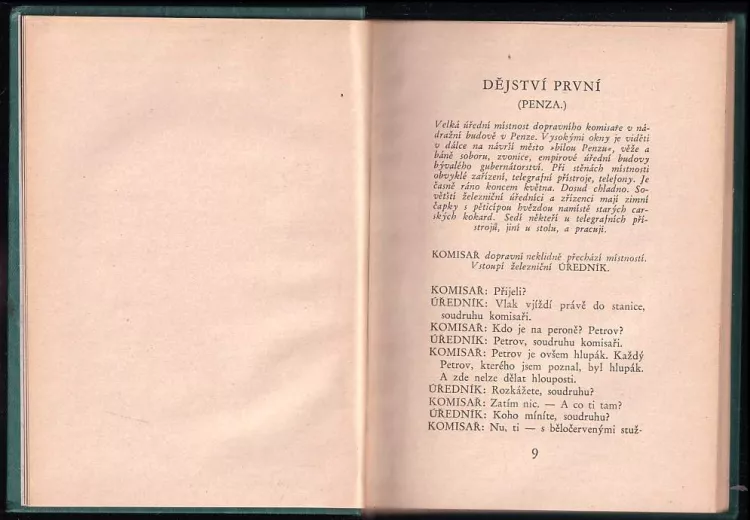 DĚJSTVÍ PRVNÍ
(PENZA.)
Velká úřední místnost dopravního komisaře v ná-
dražní budově v Penze. Vysokými okny je viděti
v dálce na návrší město »bílou Penzu«, věže a
báně soboru, zvonice, empirové úřední budovy
bývalého gubernátorství. Při stěnách místnosti
obvyklé zařízení, telegrafní přístroje, telefony. Je
časně ráno koncem května. Dosud chladno. So-
větští železniční úředníci a zřízenci mají zimní
čapky s pěticípou hvězdou namístě starých car-
ských kokard. Sedí někteří u telegrafních pří-
strojů, jiní u stolu, a pracují.
KOMISAŘ dopravní neklidně přechází místností.
Vstoupí železniční ÚŘEDNÍK.
KOMISAŘ: Přijeli?
ÚŘEDNÍK: Vlak vjíždí právě do stanice,
soudruhu komisaři.
KOMISAŘ: Kdo je na peroně? Petrov?
ÚŘEDNÍK: Petrov, soudruhu komisaři.
KOMISAŘ: Petrov je ovšem hlupák. Každý
Petrov, kterého jsem poznal, byl hlupák.
A zde nelze dělat hlouposti.
ÚŘEDNÍK: Rozkážete, soudruhu?
KOMISAŘ: Zatím nic. — A co ti tam?
ÚŘEDNÍK: Koho míníte, soudruhu?
KOMISAŘ: Nu, ti — s běločervenými stuž-
9